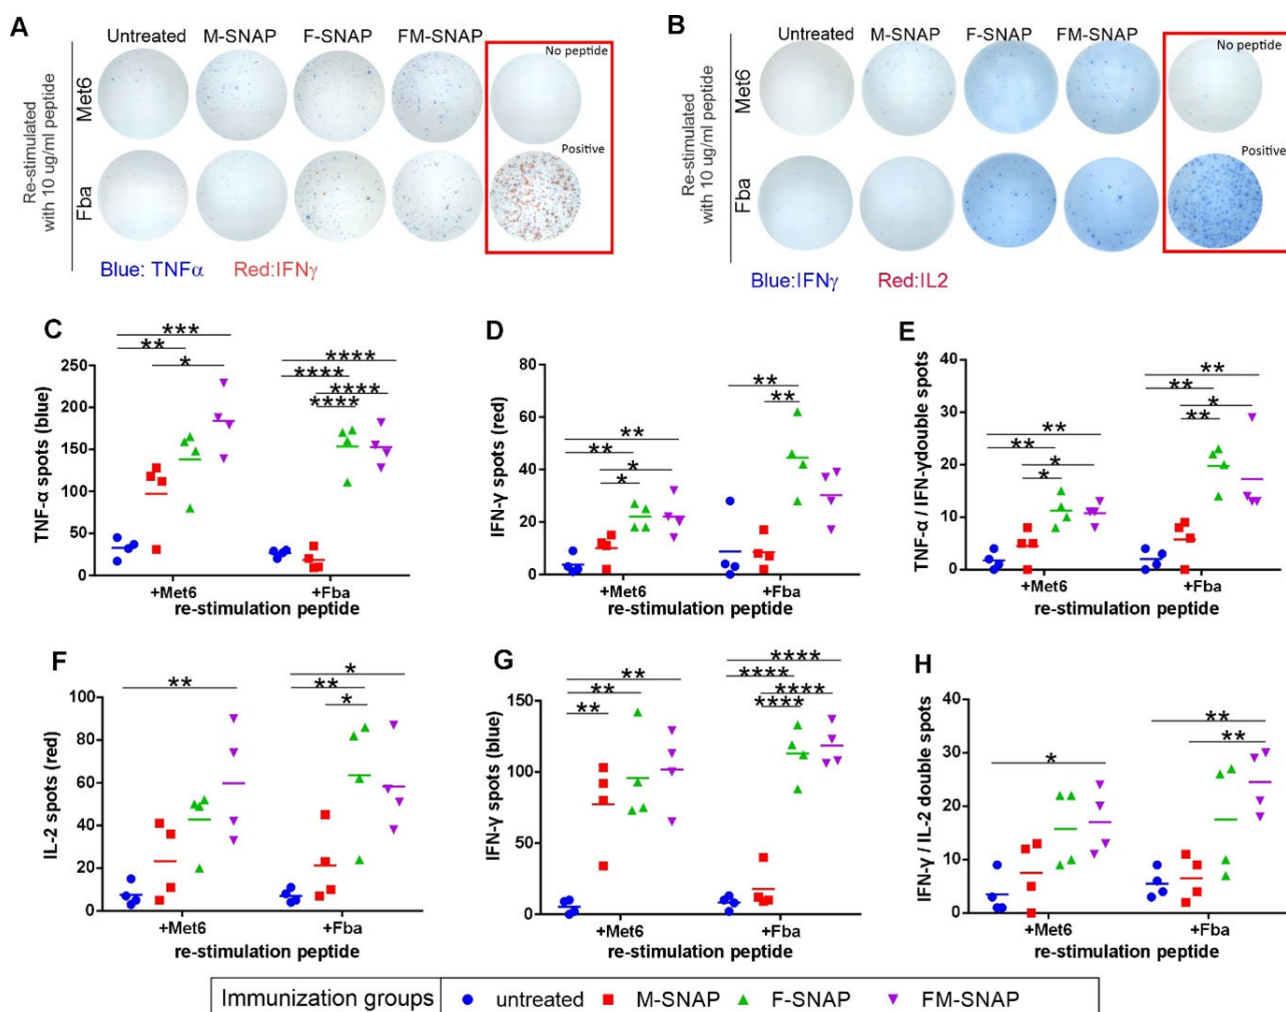 A
Untreated M-SNAP F-SNAP FM-SNAP
No peptide
Re-stimulated
with 10 ug/ml peptide
Met6
Fba
Positive
Blue: TNFα Red:IFNγ
B
Untreated M-SNAP F-SNAP FM-SNAP
No peptide
Re-stimulated
with 10 ug/ml peptide
Met6
Fba
Positive
Blue:IFNγ Red:IL2
C
TNF-α spots (blue)
250
200
150
100
50
0
*** ** * **** **** **** ****
+Met6 +Fba
re-stimulation peptide
D
IFN-γ spots (red)
80
60
40
20
0
** ** * * ** **
+Met6 +Fba
re-stimulation peptide
E
TNF-α / IFN-γdouble spots
40
30
20
10
0
** ** * * ** ** * **
+Met6 +Fba
re-stimulation peptide
F
IL-2 spots (red)
100
80
60
40
20
0
** * ** *
+Met6 +Fba
re-stimulation peptide
G
IFN-γ spots (blue)
150
100
50
0
** ** ** **** **** **** ****
+Met6 +Fba
re-stimulation peptide
H
IFN-γ / IL-2 double spots
40
30
20
10
0
* ** **
+Met6 +Fba
re-stimulation peptide
Immunization groups untreated M-SNAP F-SNAP FM-SNAP